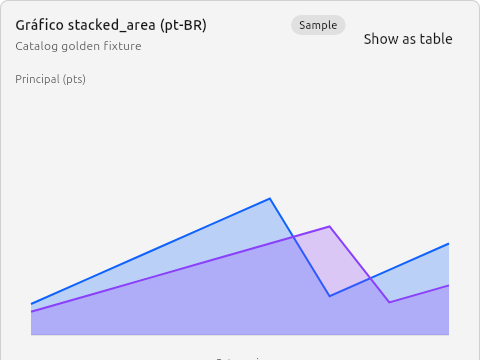 Gráfico stacked_area (pt-BR)
Sample
Show as table
Catalog golden fixture
Principal (pts)